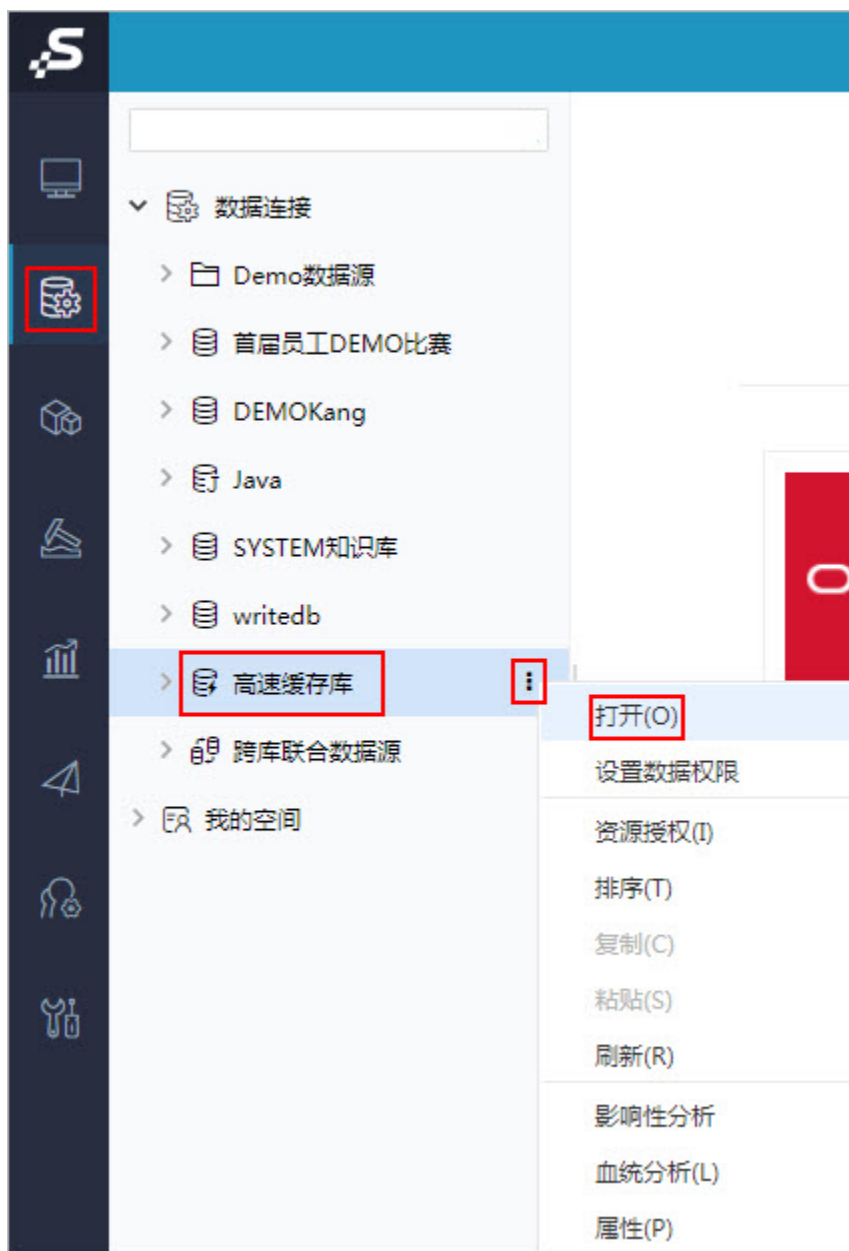 S
数据连接
Demo数据源
首届员工DEMO比赛
DEMOKang
Java
SYSTEM知识库
writedb
高速缓存库
打开(O)
设置数据权限
跨库联合数据源
资源授权(I)
我的空间
排序(T)
复制(C)
粘贴(S)
刷新(R)
影响性分析
血统分析(L)
属性(P)